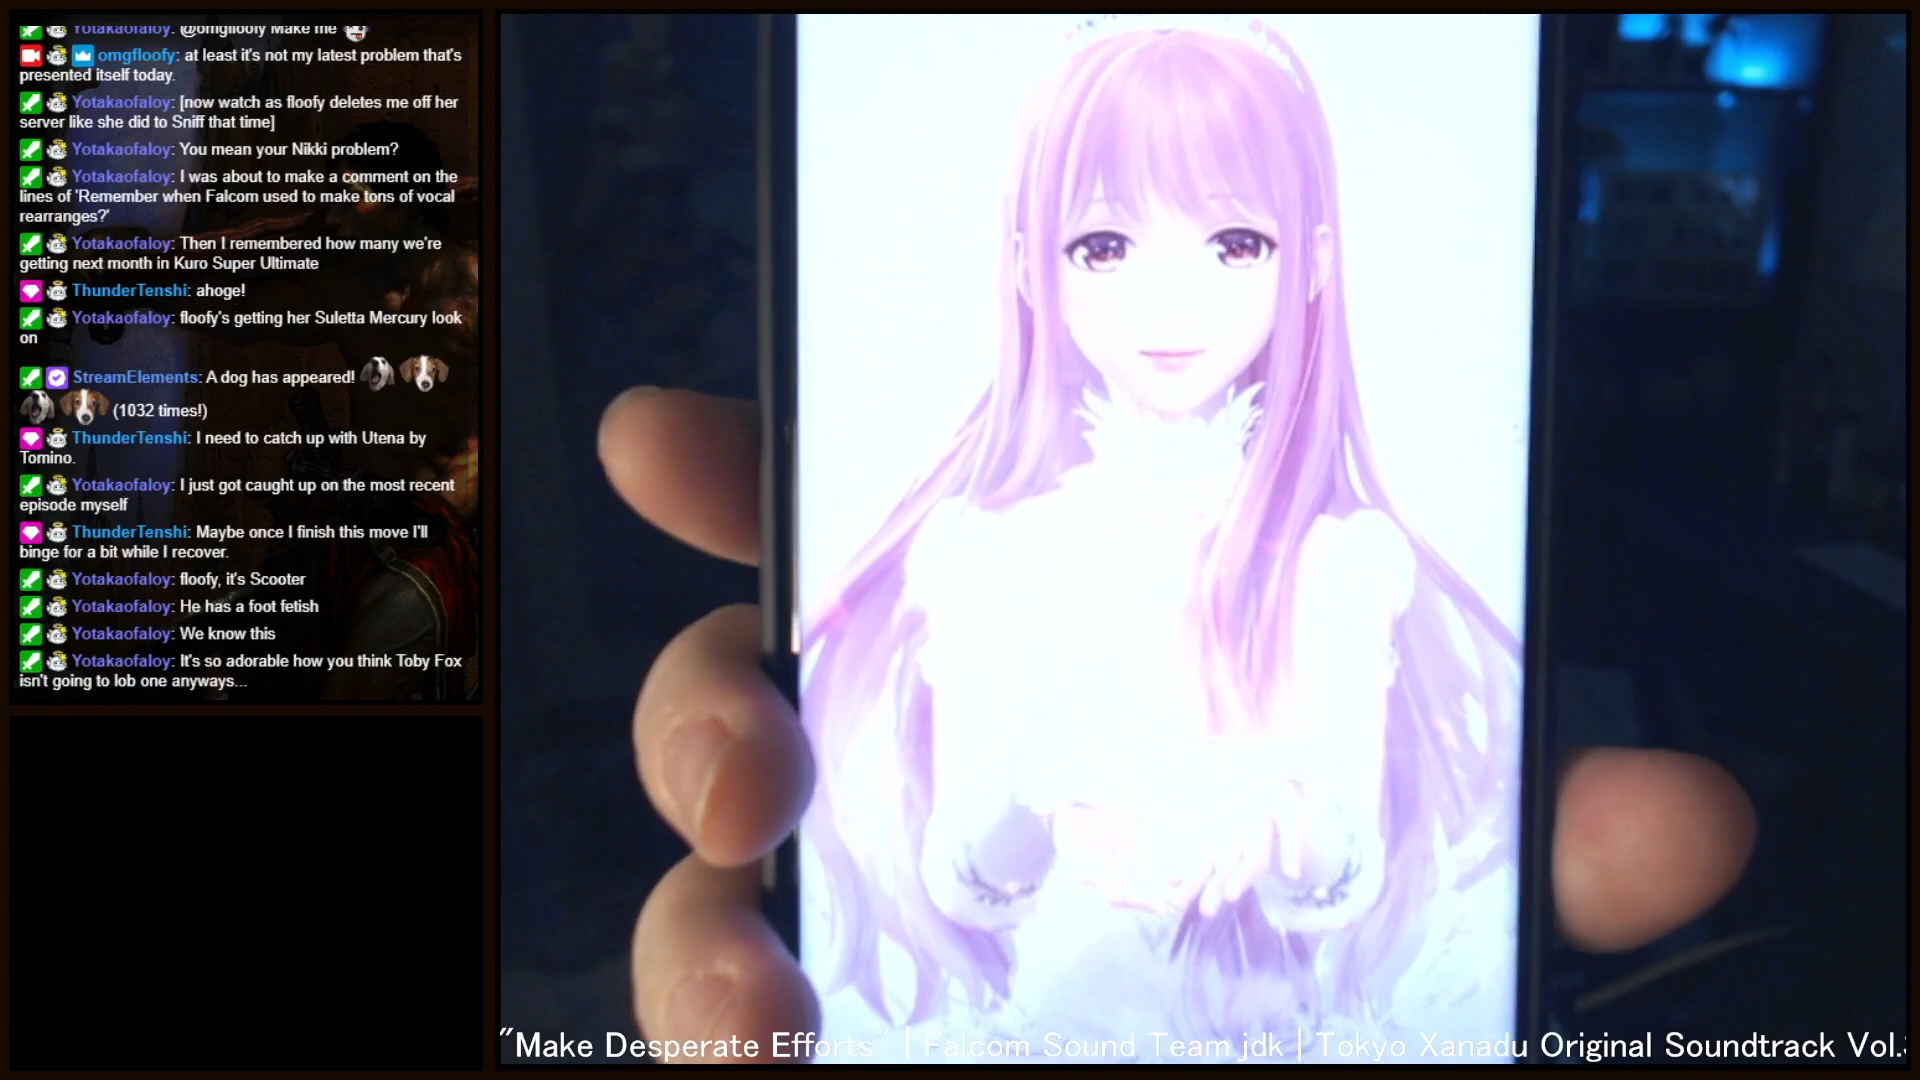 Yotakaofaloy: @omgfloofy Make me
omgfloofy: at least it's not my latest problem that's
presented itself today.
Yotakaofaloy: [now watch as floofy deletes me off her
server like she did to Sniff that time]
Yotakaofaloy: You mean your Nikki problem?
Yotakaofaloy: I was about to make a comment on the
lines of 'Remember when Falcom used to make tons of vocal
rearranges?'
Yotakaofaloy: Then I remembered how many we're
getting next month in Kuro Super Ultimate
ThunderTenshi: ahoge!
Yotakaofaloy: floofy's getting her Suletta Mercury look
on
StreamElements: A dog has appeared!
(1032 times!)
ThunderTenshi: I need to catch up with Utena by
Tomino.
Yotakaofaloy: I just got caught up on the most recent
episode myself
ThunderTenshi: Maybe once I finish this move I'll
binge for a bit while I recover.
Yotakaofaloy: floofy, it's Scooter
Yotakaofaloy: He has a foot fetish
Yotakaofaloy: We know this
Yotakaofaloy: It's so adorable how you think Toby Fox
isn't going to lob one anyways...
"Make Desperate Efforts" | Falcom Sound Team jdk | Tokyo Xanadu Original Soundtrack Vol.